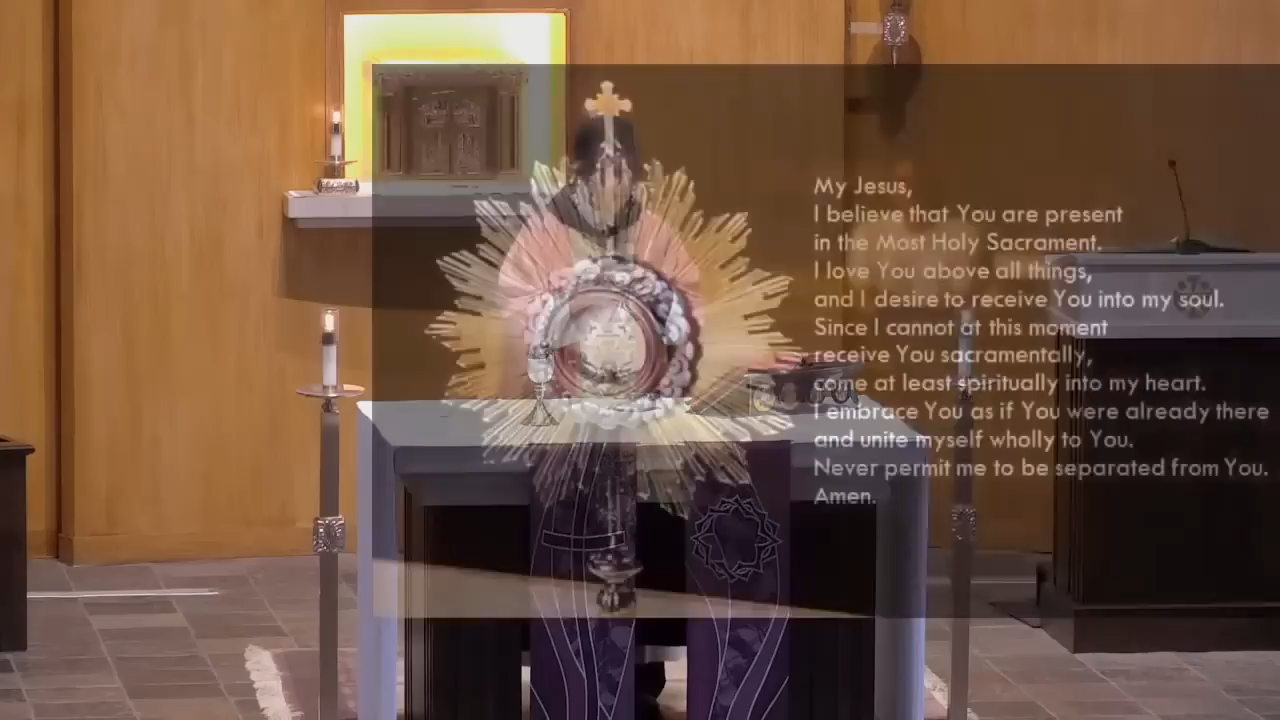 My Jesus,
I believe that You are present
in the Most Holy Sacrament.
I love You above all things,
and I desire to receive You into my soul.
Since I cannot at this moment
receive You sacramentally,
come at least spiritually into my heart.
I embrace You as if You were already there
and unite myself wholly to You.
Never permit me to be separated from You.
Amen.